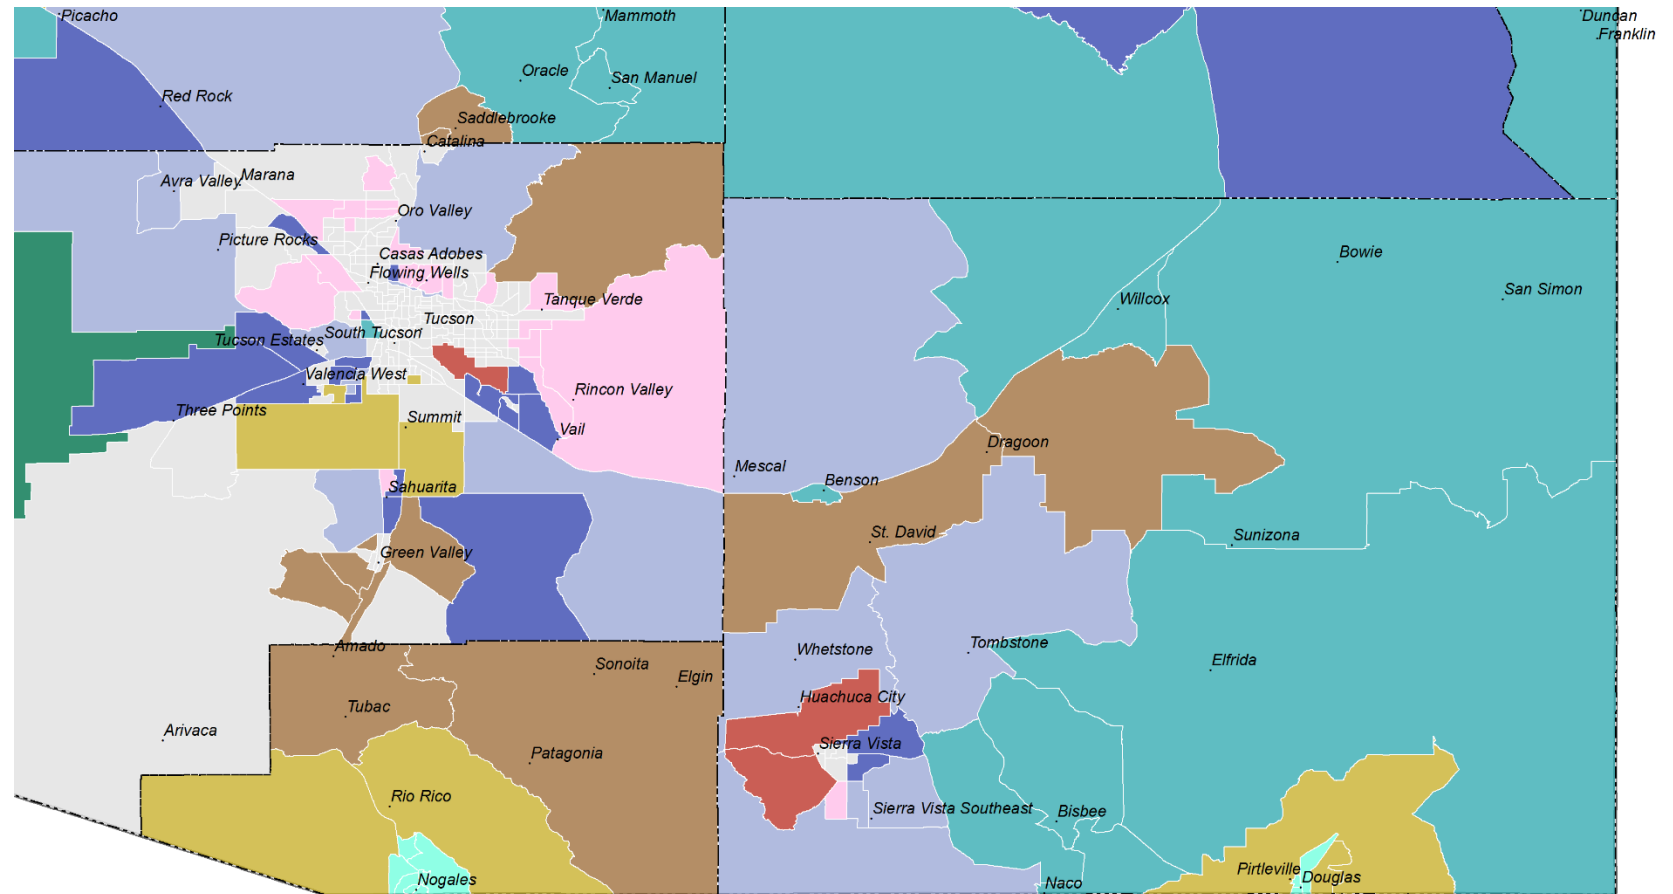 Picacho
Mammoth
Duncan
Franklin
Oracle
San Manuel
Red Rock
Saddlebrooke
Catalina
Avra Valley
Marana
Oro Valley
Picture Rocks
Casas Adobes
Flowing Wells
Bowie
San Simon
Tanque Verde
Willcox
Tucson
South Tucson
Tucson Estates
Valencia West
Rincon Valley
Three Points
Summit
Vail
Dragoon
Mescal
Benson
Sahuarita
St. David
Sunizona
Green Valley
Amado
Whetstone
Tombstone
Sonoita
Elgin
Elfrida
Tubac
Huachuca City
Arivaca
Patagonia
Sierra Vista
Rio Rico
Sierra Vista Southeast
Bisbee
Nogales
Naco
Pirtleville
Douglas